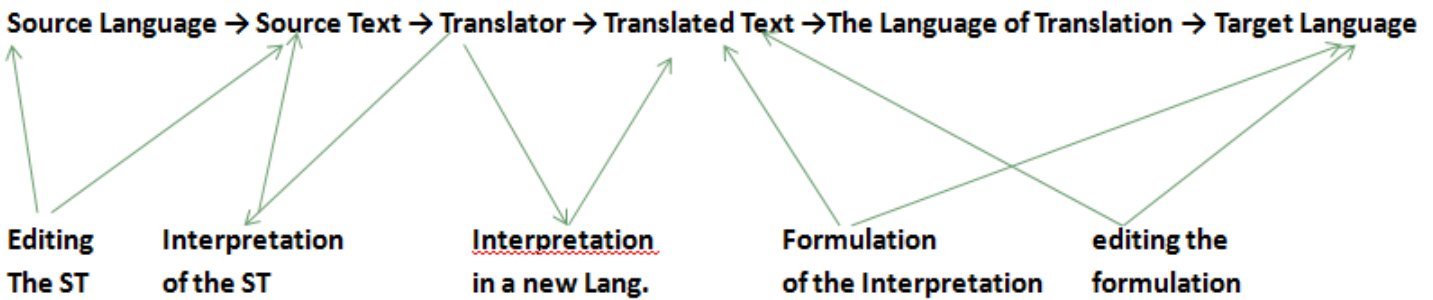 Source Language → Source Text → Translator → Translated Text →The Language of Translation → Target Language
Editing
The ST
Interpretation
of the ST
Interpretation
in a new Lang.
Formulation
of the Interpretation
editing the
formulation